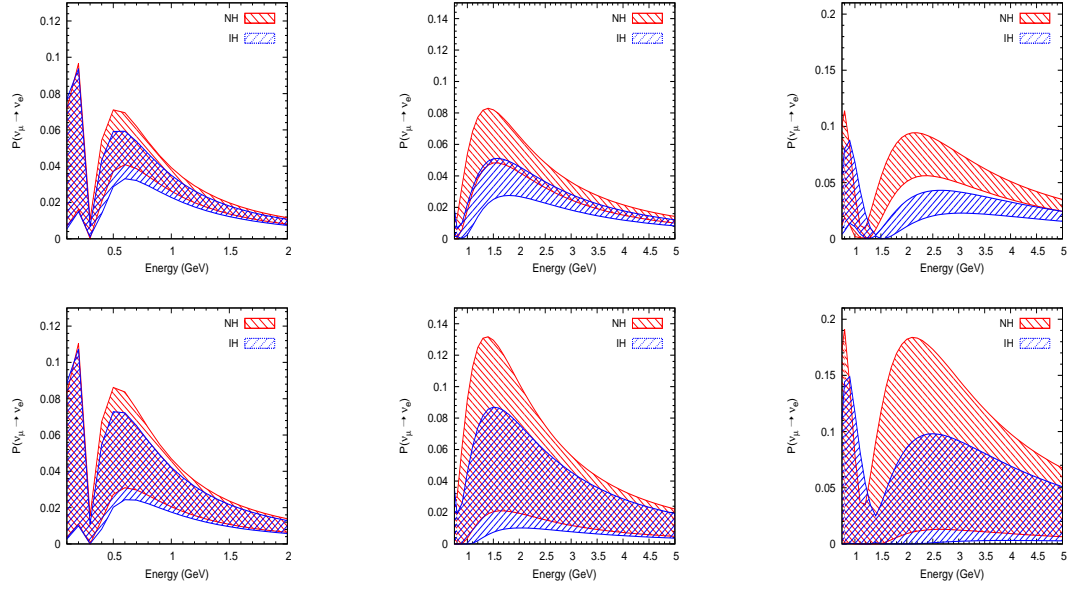 NH
IH
P(νμ → νe)
0.12
0.1
0.08
0.06
0.04
0.02
0
0.5 1 1.5 2
Energy (GeV)
NH
IH
P(νμ → νe)
0.14
0.12
0.1
0.08
0.06
0.04
0.02
0
1 1.5 2 2.5 3 3.5 4 4.5 5
Energy (GeV)
NH
IH
P(νμ → νe)
0.2
0.15
0.1
0.05
0
1 1.5 2 2.5 3 3.5 4 4.5 5
Energy (GeV)
NH
IH
P(νμ → νe)
0.12
0.1
0.08
0.06
0.04
0.02
0
0.5 1 1.5 2
Energy (GeV)
NH
IH
P(νμ → νe)
0.14
0.12
0.1
0.08
0.06
0.04
0.02
0
1 1.5 2 2.5 3 3.5 4 4.5 5
Energy (GeV)
NH
IH
P(νμ → νe)
0.2
0.15
0.1
0.05
0
1 1.5 2 2.5 3 3.5 4 4.5 5
Energy (GeV)